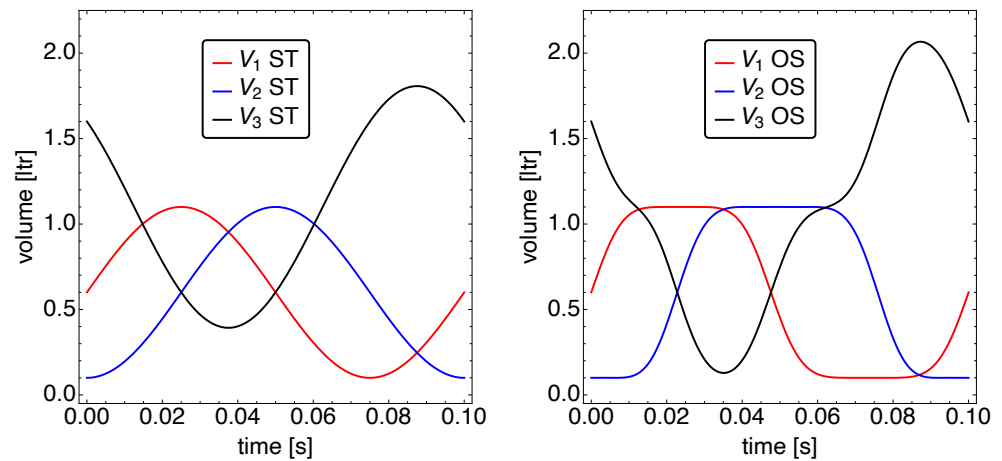 2.0
1.5
1.0
0.5
0.0
volume [ltr]
V1 ST
V2 ST
V3 ST
0.00 0.02 0.04 0.06 0.08 0.10
time [s]
2.0
1.5
1.0
0.5
0.0
volume [ltr]
V1 OS
V2 OS
V3 OS
0.00 0.02 0.04 0.06 0.08 0.10
time [s]